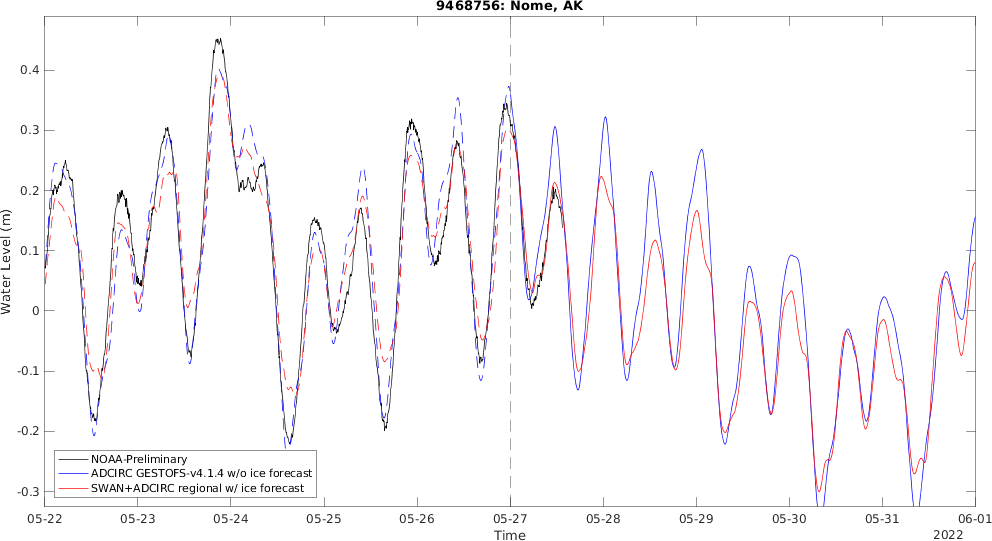 9468756: Nome, AK
Water Level (m)
0.4
0.3
0.2
0.1
0
-0.1
-0.2
-0.3
NOAA-Preliminary
ADCIRC GESTOFS-v4.1.4 w/o ice forecast
SWAN+ADCIRC regional w/ ice forecast
05-22 05-23 05-24 05-25 05-26 05-27 05-28 05-29 05-30 05-31 06-01
Time
2022